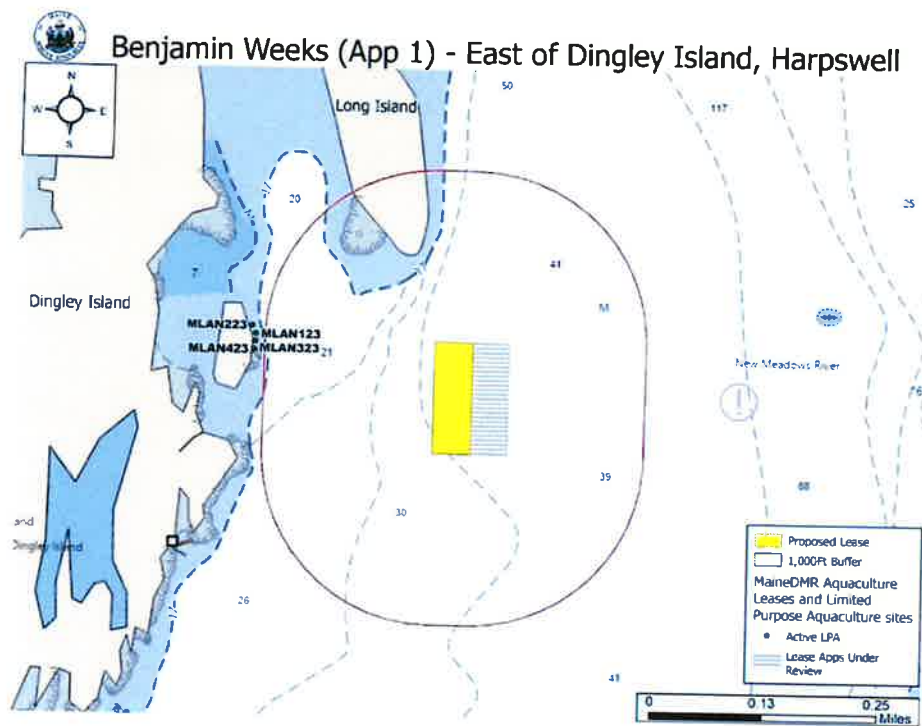 Benjamin Weeks (App 1) - East of Dingley Island, Harpswell
N
W
E
S
Long Island
50
117
17
20
25
7
41
Dingley Island
M
MLAN223
MLAN123
MLAN423
MLAN323
21
New Meadows River
39
30
68
and
Dingley Island
26
17
41
Proposed Lease
1,000Ft Buffer
MaineDMR Aquaculture
Leases and Limited
Purpose Aquaculture sites
Active LPA
Lease Apps Under
Review
0
0.13
0.25
Miles